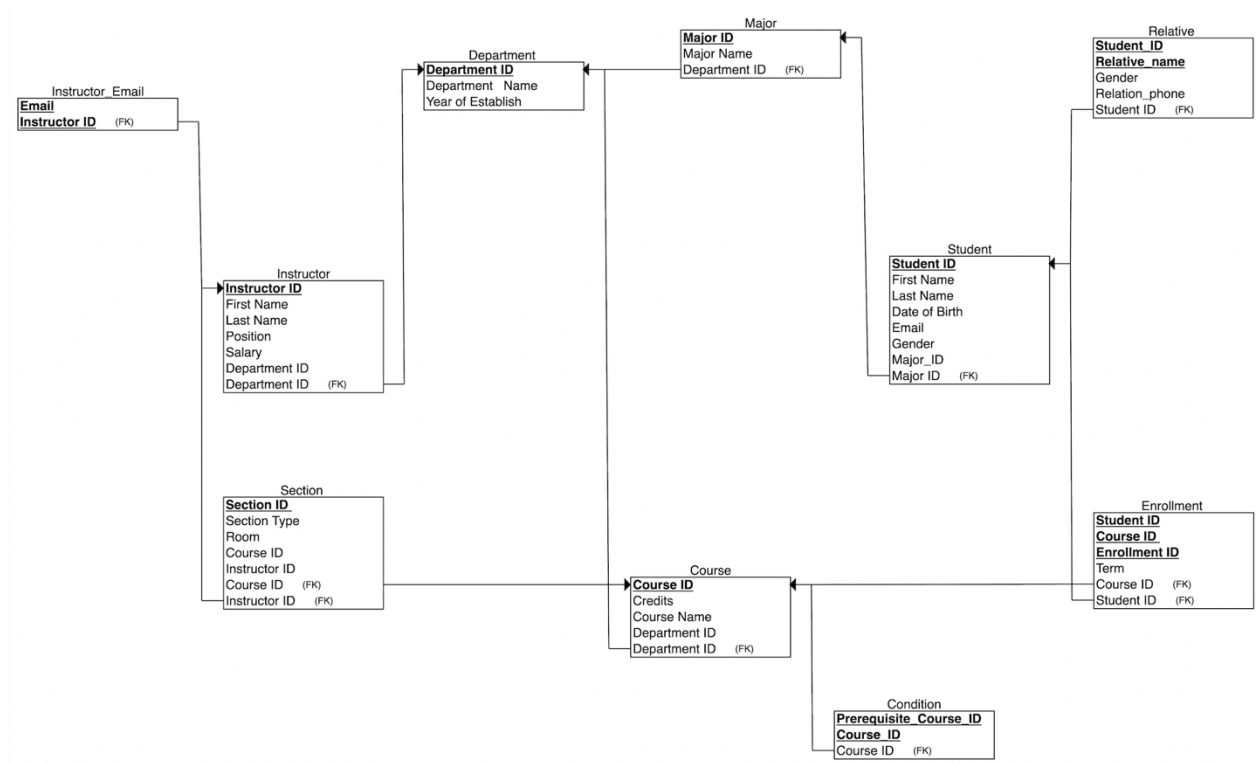 Major
Major ID
Major Name
Department ID (FK)
Relative
Student_ID
Relative_name
Gender
Relation_phone
Student ID (FK)
Department
Department ID
Department Name
Year of Establish
Instructor_Email
Email
Instructor ID (FK)
Student
Student ID
First Name
Last Name
Date of Birth
Email
Gender
Major_ID
Major ID (FK)
Instructor
Instructor ID
First Name
Last Name
Position
Salary
Department ID
Department ID (FK)
Section
Section ID
Section Type
Room
Course ID
Instructor ID
Course ID (FK)
Instructor ID (FK)
Enrollment
Student ID
Course ID
Enrollment ID
Term
Course ID (FK)
Student ID (FK)
Course
Course ID
Credits
Course Name
Department ID
Department ID (FK)
Condition
Prerequisite_Course_ID
Course_ID
Course ID (FK)